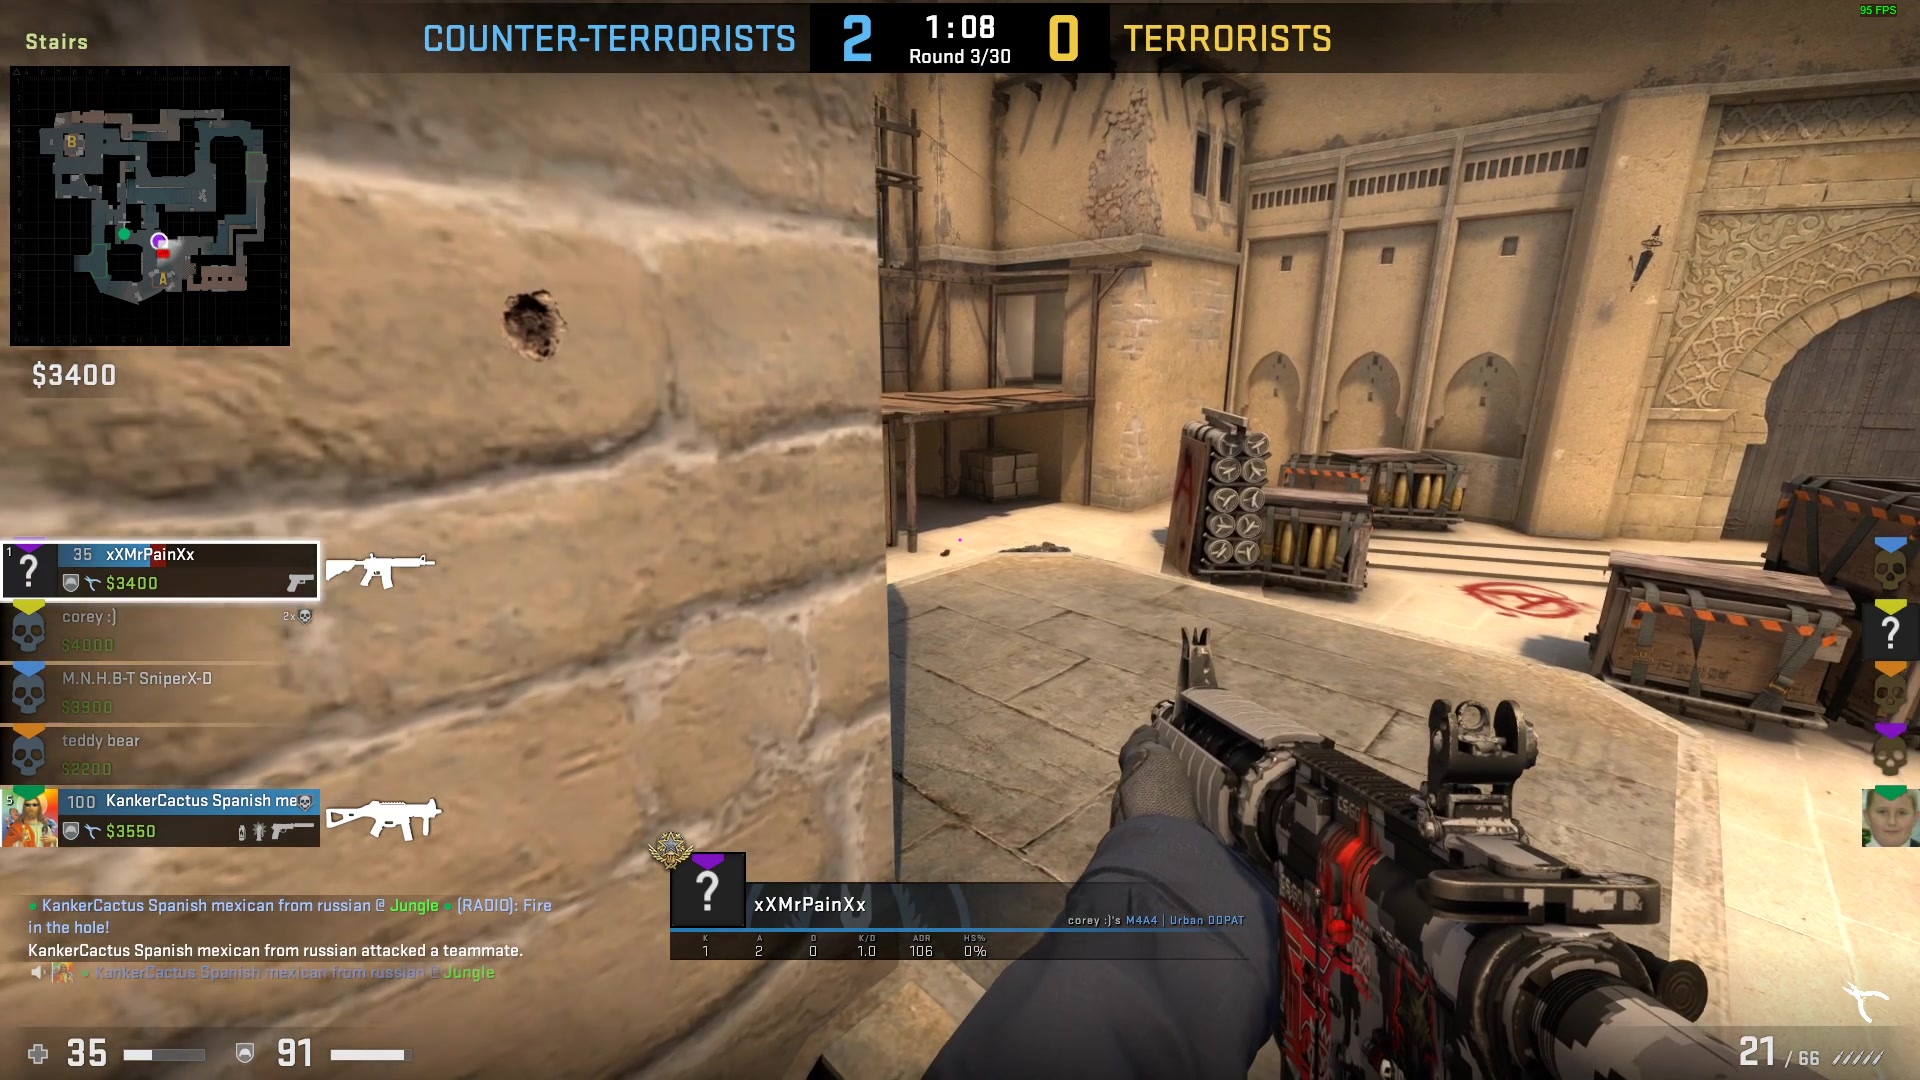 95 FPS
Stairs
COUNTER-TERRORISTS
2
1:08
Round 3/30
0
TERRORISTS
B
A
$3400
1
?
35 xXMrPainXx
$3400
corey :)
2x
$4000
M.N.H.B-T SniperX-D
$3900
teddy bear
$2200
?
5
100 KankerCactus Spanish me
$3550
KankerCactus Spanish mexican from russian @ Jungle (RADIO): Fire
in the hole!
KankerCactus Spanish mexican from russian attacked a teammate.
KankerCactus Spanish mexican from russian @ Jungle
?
xXMrPainXx
corey :)'s M4A4 | Urban DDPAT
K A D K/D ADR HS%
1 2 0 1.0 106 0%
35
91
21 / 66